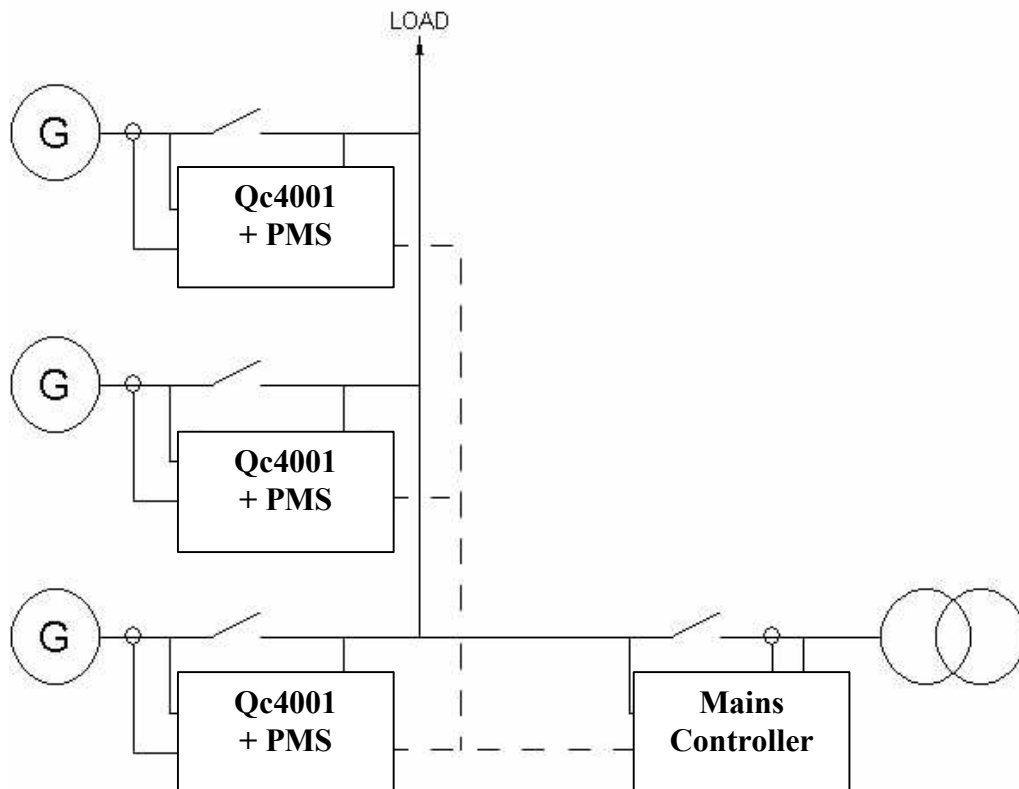 LOAD
G
Qc4001
+ PMS
G
Qc4001
+ PMS
G
Qc4001
+ PMS
Mains
Controller